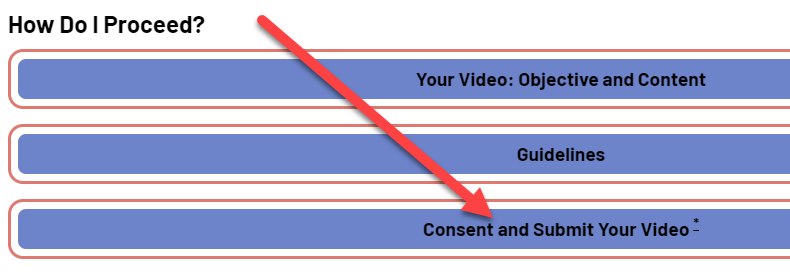 How Do I Proceed?
Your Video: Objective and Content
Guidelines
Consent and Submit Your Video *